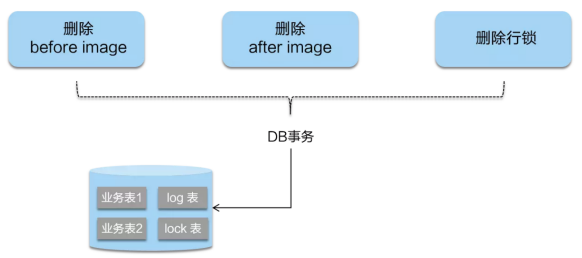 删除
before image
删除
after image
删除行锁
DB事务
业务表1
log 表
业务表2
lock 表